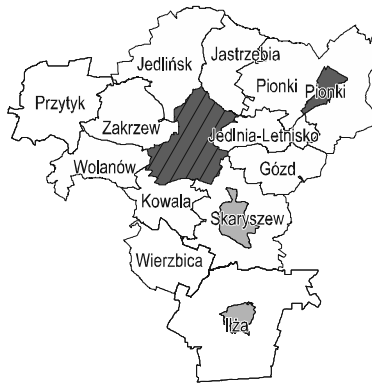 Jastrzębia
Jedlińsk
Pionki
Pionki
Przytyk
Zakrzew
Jedlnia-Letnisko
Wolanów
Gózd
Kowala
Skaryszew
Wierzbica
Iłża